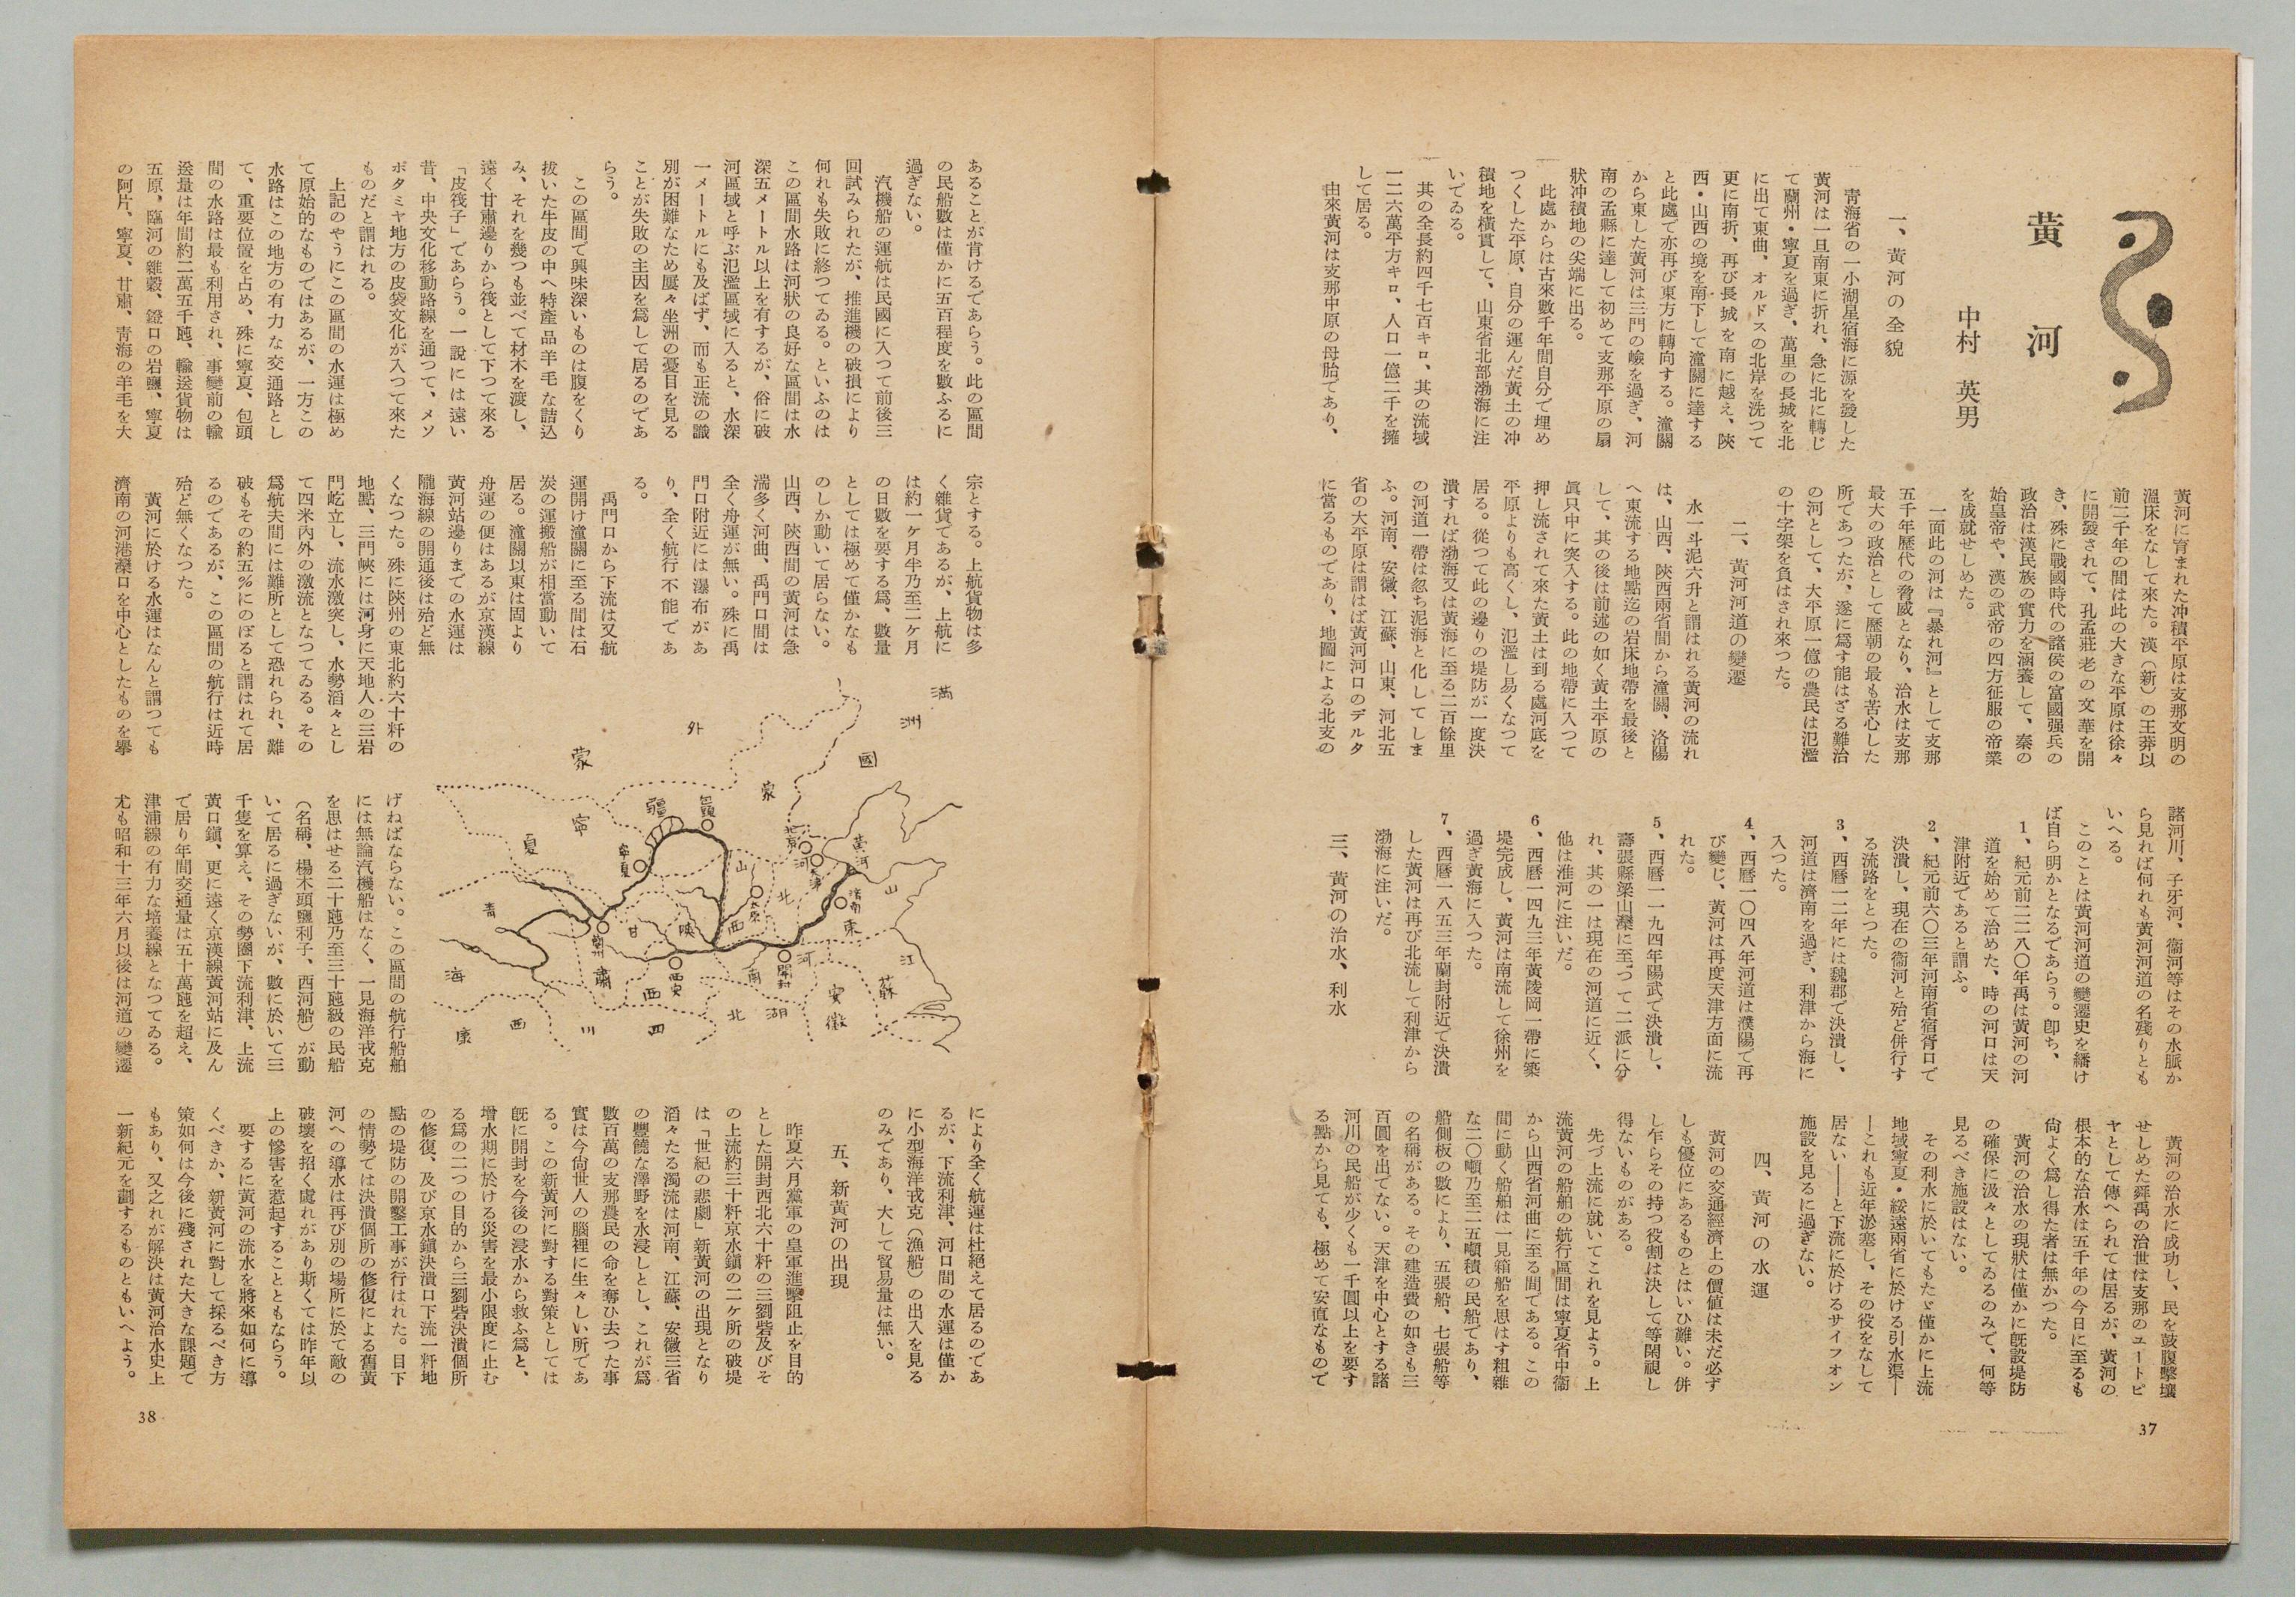 黄河
中村 英男
一、黄河の全貌
青海省の一小湖星宿海に源を發した
黄河は一旦南東に折れ、急に北に轉じ
て蘭州・寧夏を過ぎ、萬里の長城を北
に出て東曲、オルドスの北岸を洗つて
更に南折、再び長城を南に越え、陝
西・山西の境を南下して潼關に達する
と此處で亦再び東方に轉向する。潼關
から東した黄河は三門の嶮を過ぎ、河
南の孟縣に達して初めて支那平原の扇
狀冲積地の尖端に出る。
此處からは古來數千年間自分で埋め
つくした平原、自分の運んだ黄土の冲
積地を横貫して、山東省北部渤海に注
いでゐる。
其の全長約四千七百キロ、其の流域
一二六萬平方キロ、人口一億二千を擁
して居る。
由來黄河は支那中原の母胎であり、
黄河に育まれた冲積平原は支那文明の
溫床をなして來た。漢（新）の王莽以
前二千年の間は此の大きな平原は徐々
に開發されて、孔孟莊老の文華を開
き、殊に戰國時代の諸侯の富國强兵の
政治は漢民族の實力を涵養して、秦の
始皇帝や、漢の武帝の四方征服の帝業
を成就せしめた。
一面此の河は『暴れ河』として支那
五千年歷代の脅威となり、治水は支那
最大の政治として歷朝の最も苦心した
所であつたが、遂に爲す能はざる難治
の河として、大平原一億の農民は氾濫
の十字架を負はされ來つた。
二、黄河河道の變遷
水一斗泥六升と謂はれる黄河の流れ
は、山西、陝西兩省間から潼關、洛陽
へ東流する地點迄の岩床地帶を最後と
して、其の後は前述の如く黄土平原の
眞只中に突入する。此の地帶に入つて
押し流されて來た黄土は到る處河底を
平原よりも高くし、氾濫し易くなつて
居る。從つて此の邊りの堤防が一度決
潰すれば渤海又は黄海に至る二百餘里
の河道一帶は忽ち泥海と化してしま
ふ。河南、安徽、江蘇、山東、河北五
省の大平原は謂はば黄河河口のデルタ
に當るものであり、地圖による北支の
諸河川、子牙河、衞河等はその水脈か
ら見れば何れも黄河河道の名殘りとも
いへる。
このことは黄河河道の變遷史を繙け
ば自ら明かとなるであらう。卽ち、
1、紀元前二二八〇年禹は黄河の河
道を始めて治めた、時の河口は天
津附近であると謂ふ。
2、紀元前六〇三年河南省宿胥口で
決潰し、現在の衞河と殆ど併行す
る流路をとつた。
3、西曆一二年には魏郡で決潰し、
河道は濟南を過ぎ、利津から海に
入つた。
4、西曆一〇四八年河道は濮陽で再
び變じ、黄河は再度天津方面に流
れた。
5、西曆一一九四年陽武で決潰し、
壽張縣梁山濼に至つて二派に分
れ、其の一は現在の河道に近く、
他は淮河に注いだ。
6、西曆一四九三年黄陵岡一帶に築
堤完成し、黄河は南流して徐州を
過ぎ黄海に入つた。
7、西曆一八五三年蘭封附近で決潰
した黄河は再び北流して利津から
渤海に注いだ。
三、黄河の治水、利水
黄河の治水に成功し、民を鼓腹擊壤
せしめた舜禹の治世は支那のユートピ
ヤとして傳へられては居るが、黄河の
根本的な治水は五千年の今日に至るも
尙よく爲し得た者は無かつた。
黄河の治水の現狀は僅かに旣設堤防
の確保に汲々としてゐるのみで、何等
見るべき施設はない。
その利水に於いてもたゞ僅かに上流
地域寧夏・綏遠兩省に於ける引水渠—
—これも近年淤塞し、その役をなして
居ない——と下流に於けるサイフオン
施設を見るに過ぎない。
四、黄河の水運
黄河の交通經濟上の價値は未だ必ず
しも優位にあるものとはいひ難い。併
し乍らその持つ役割は決して等閑視し
得ないものがある。
先づ上流に就いてこれを見よう。上
流黄河の船舶の航行區間は寧夏省中衞
から山西省河曲に至る間である。この
間に動く船舶は一見箱船を思はす粗雜
な二〇噸乃至二五噸積の民船であり、
船側板の數により、五張船、七張船等
の名稱がある。その建造費の如きも三
百圓を出でない。天津を中心とする諸
河川の民船が少くも一千圓以上を要す
る點から見ても、極めて安直なもので
37
あることが肯けるであらう。此の區間
の民船數は僅かに五百程度を數ふるに
過ぎない。
汽機船の運航は民國に入つて前後三
回試みられたが、推進機の破損により
何れも失敗に終つてゐる。といふのは
この區間水路は河狀の良好な區間は水
深五メートル以上を有するが、俗に破
河區域と呼ぶ氾濫區域に入ると、水深
一メートルにも及ばず、而も正流の識
別が困難なため屢々坐洲の憂目を見る
ことが失敗の主因を爲して居るのであ
らう。
この區間で興味深いものは腹をくり
拔いた牛皮の中へ特產品羊毛な詰込
み、それを幾つも並べて材木を渡し、
遠く甘肅邊りから筏として下つて來る
「皮筏子」であらう。一説には遠い
昔、中央文化移動路線を通つて、メソ
ポタミヤ地方の皮袋文化が入つて來た
ものだと謂はれる。
上記のやうにこの區間の水運は極め
て原始的なものではあるが、一方この
水路はこの地方の有力な交通路とし
て、重要位置を占め、殊に寧夏、包頭
間の水路は最も利用され、事變前の輸
送量は年間約二萬五千瓲、輸送貨物は
五原、臨河の雜穀、磴口の岩鹽、寧夏
の阿片、寧夏、甘肅、靑海の羊毛を大
宗とする。上航貨物は多
く雜貨であるが、上航に
は約一ケ月半乃至二ケ月
の日數を要する爲、數量
としては極めて僅かなも
のしか動いて居らない。
山西、陝西間の黄河は急
湍多く河曲、禹門口間は
全く舟運が無い。殊に禹
門口附近には瀑布があ
り、全く航行不能であ
る。
禹門口から下流は又航
運開け潼關に至る間は石
炭の運搬船が相當動いて
居る。潼關以東は固より
舟運の便はあるが京漢線
黄河站邊りまでの水運は
隴海線の開通後は殆ど無
くなつた。殊に陝州の東北約六十粁の
地點、三門峽には河身に天地人の三岩
門屹立し、流水激突し、水勢滔々とし
て四米內外の激流となつてゐる。その
爲航夫間には難所として恐れられ、難
破もその約五％にのぼると謂はれて居
るのであるが、この區間の航行は近時
殆ど無くなつた。
黄河に於ける水運はなんと謂つても
濟南の河港濼口を中心としたものを擧
滿洲國
外蒙
蒙疆
包頭
寧夏
寧夏
北京
天津
黄河
河北
山西
太原
濟南
山東
靑海
蘭州
甘肅
陝西
西安
開封
河南
江蘇
安徽
湖北
四川
西康
げねばならない。この區間の航行船舶
には無論汽機船はなく、一見海洋戎克
を思はせる二十瓲乃至三十瓲級の民船
（名稱、楊木頭鹽利子、西河船）が動
いて居るに過ぎないが、數に於いて三
千隻を算え、その勢圈下流利津、上流
黄口鎭、更に遠く京漢線黄河站に及ん
で居り年間交通量は五十萬瓲を超え、
津浦線の有力な培養線となつてゐる。
尤も昭和十三年六月以後は河道の變遷
により全く航運は杜絕えて居るのであ
るが、下流利津、河口間の水運は僅か
に小型海洋戎克（漁船）の出入を見る
のみであり、大して貿易量は無い。
五、新黄河の出現
昨夏六月黨軍の皇軍進擊阻止を目的
とした開封西北六十粁の三劉砦及びそ
の上流約三十粁京水鎭の二ケ所の破堤
は「世紀の悲劇」新黄河の出現となり
滔々たる濁流は河南、江蘇、安徽三省
の豐饒な澤野を水浸しとし、これが爲
數百萬の支那農民の命を奪ひ去つた事
實は今尙世人の腦裡に生々しい所であ
る。この新黄河に對する對策としては
旣に開封を今後の浸水から救ふ爲と、
增水期に於ける災害を最小限度に止む
る爲の二つの目的から三劉砦決潰個所
の修復、及び京水鎭決潰口下流一粁地
點の堤防の開鑿工事が行はれた。目下
の情勢では決潰個所の修復による舊黄
河への導水は再び別の場所に於て敵の
破壞を招く處れがあり斯くては昨年以
上の慘害を惹起することともならう。
要するに黄河の流水を將來如何に導
くべきか、新黄河に對して採るべき方
策如何は今後に殘された大きな課題で
もあり、又之れが解決は黄河治水史上
一新紀元を劃するものともいへよう。
38